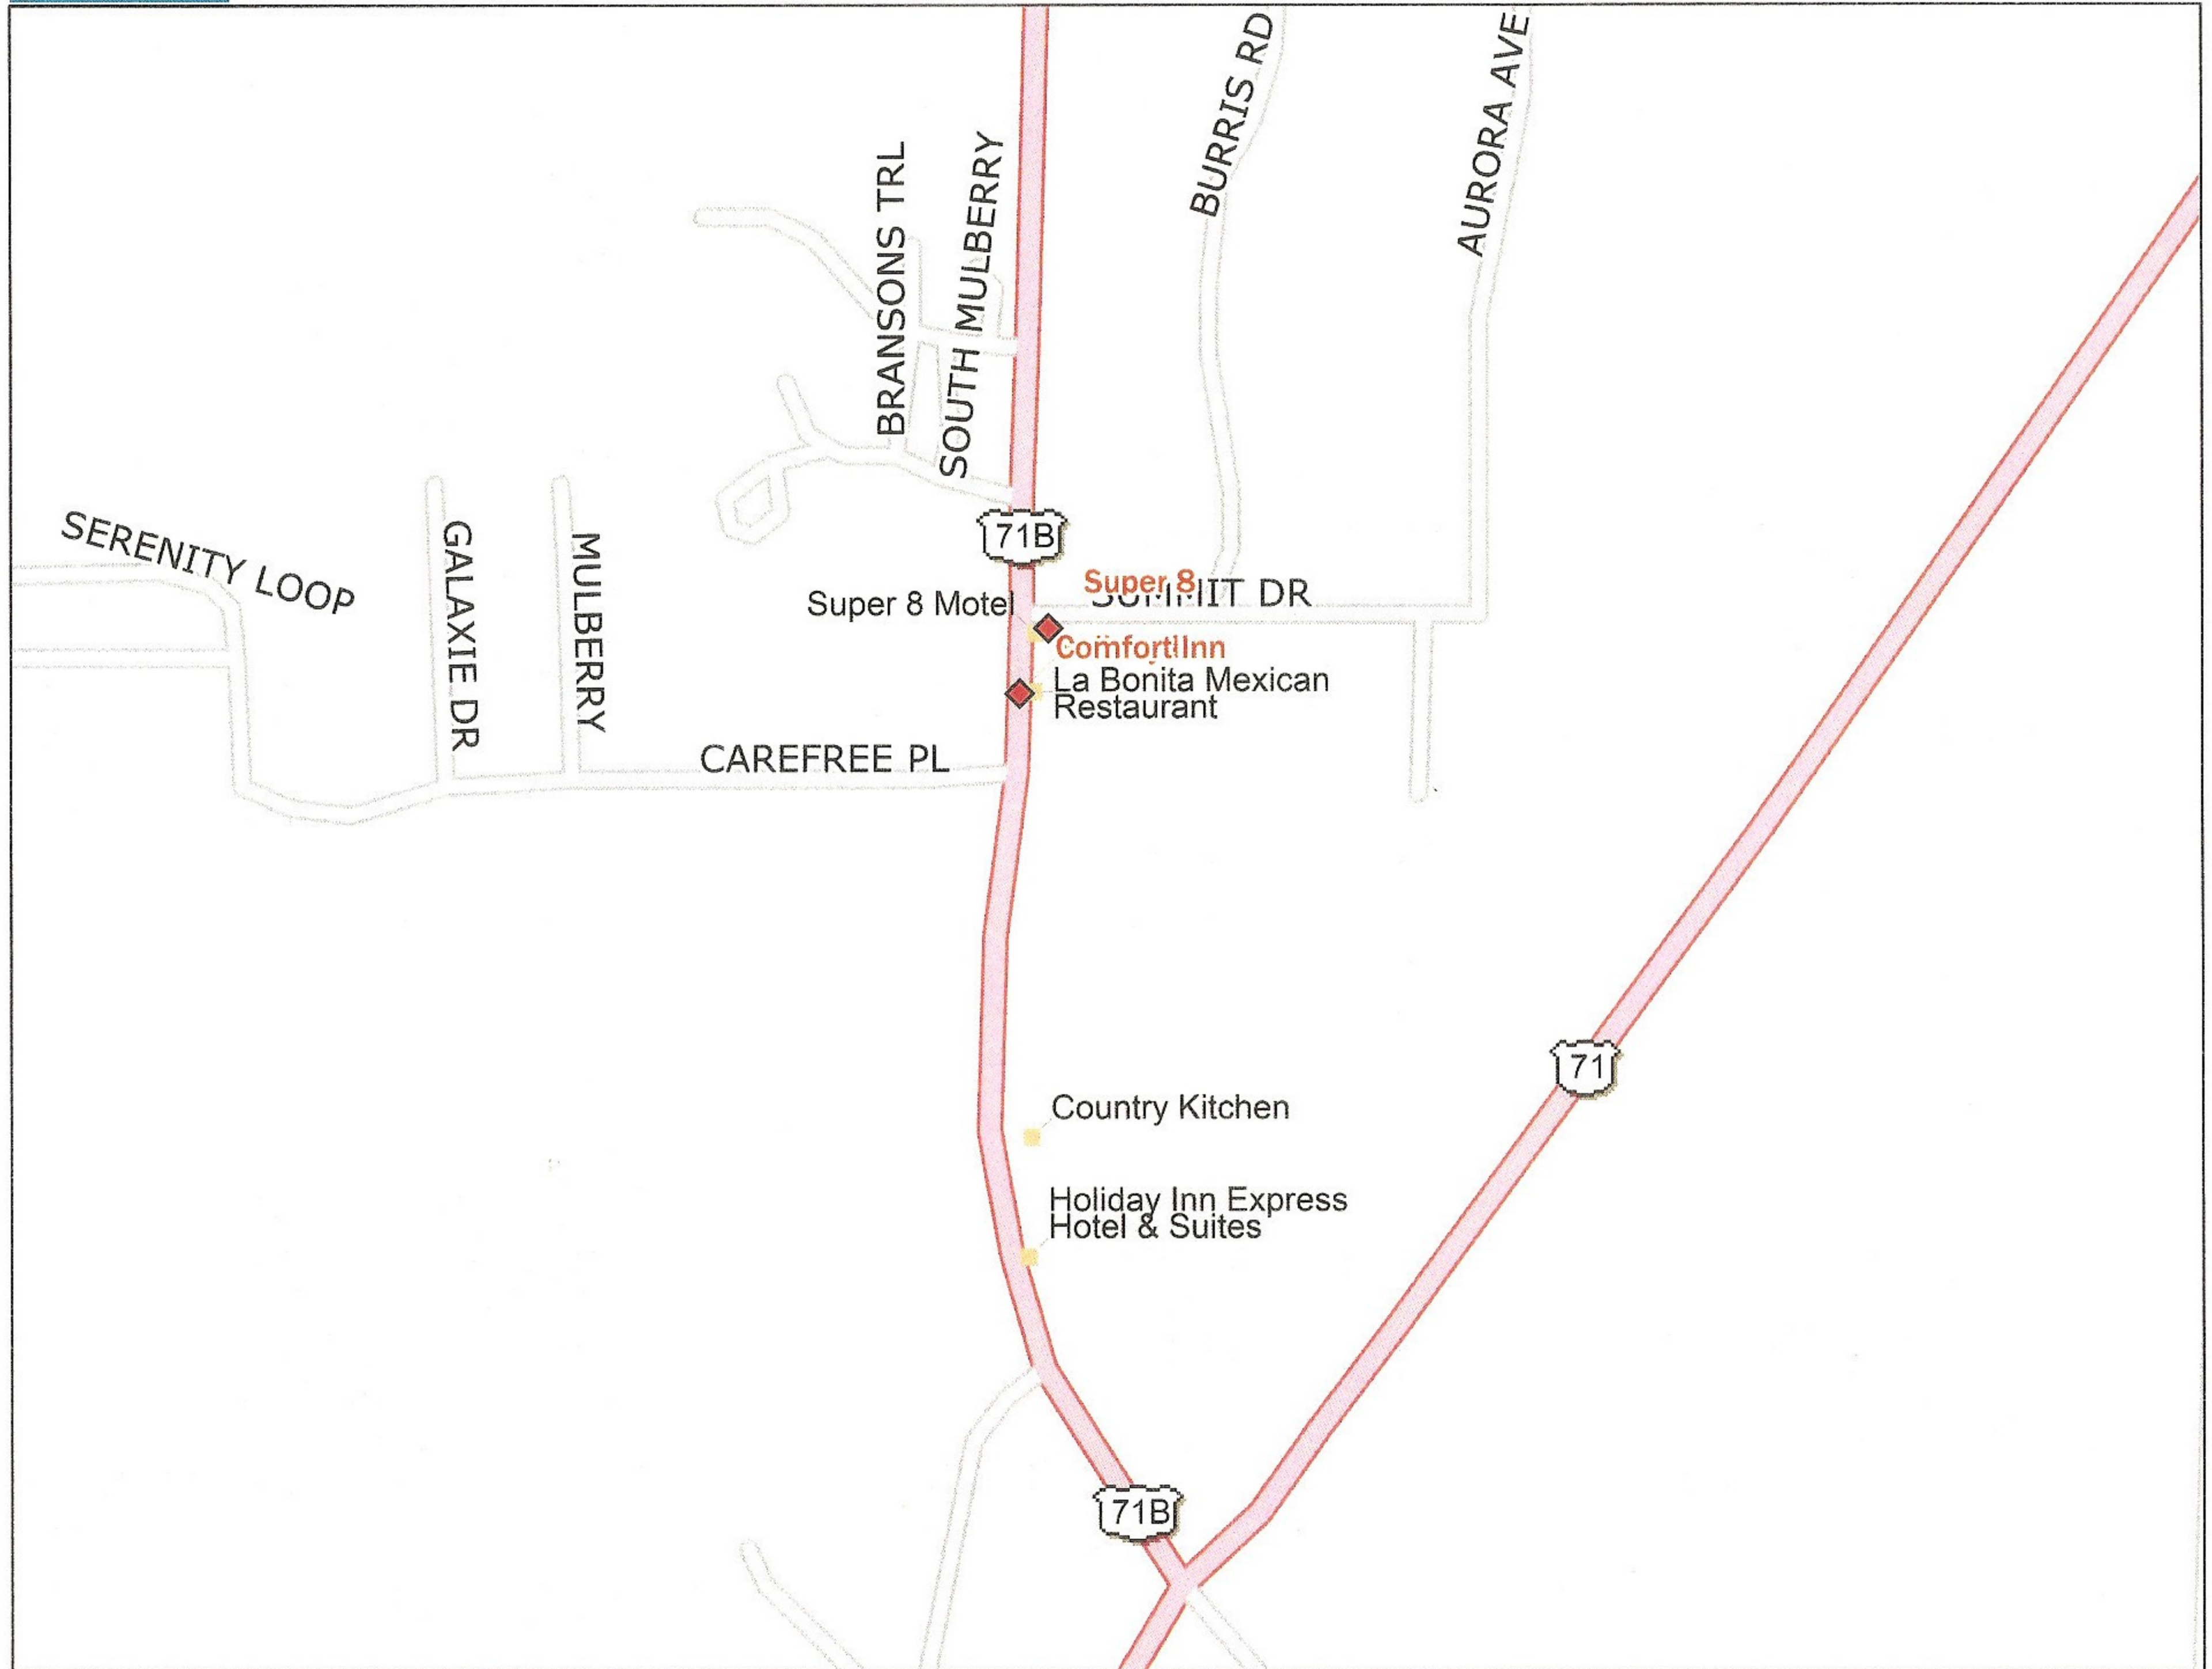 BURRIS RD
AURORA AVE
BRANSONS TRL
SOUTH MULBERRY
SERENITY LOOP
GALAXIE DR
MULBERRY
71B
Super 8
SUMMIT DR
Super 8 Motel
Comfort Inn
La Bonita Mexican
Restaurant
CAREFREE PL
71
Country Kitchen
Holiday Inn Express
Hotel & Suites
71B